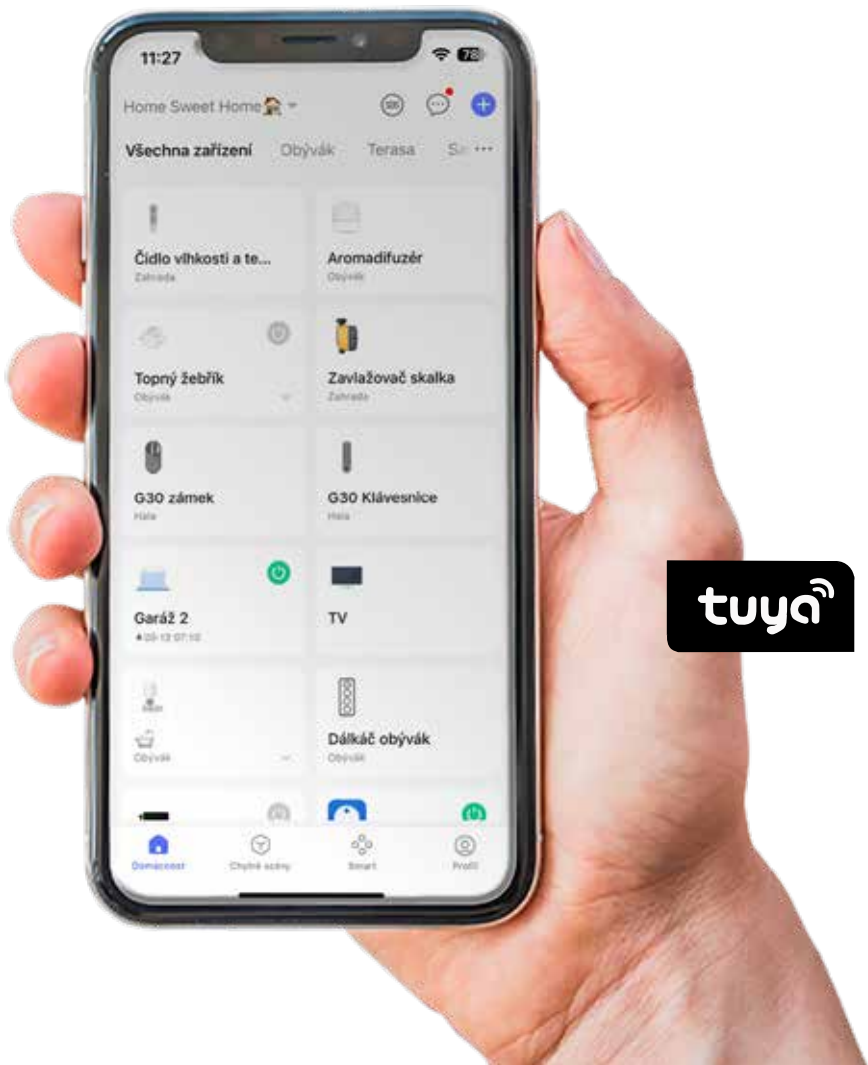 11:27
78
Home Sweet Home
Všechna zařízení Obývák Terasa
Čidlo vlhkosti a te...
Zahrada
Aromadifuzér
Obývák
Topný žebřík
Obývák
Zavlažovač skalka
Zahrada
G30 zámek
Hala
G30 Klávesnice
Hala
Garáž 2
TV
Obývák
Dálkáč obývák
Obývák
Domácnost
Chytré scény
Smart
Profil
tuya